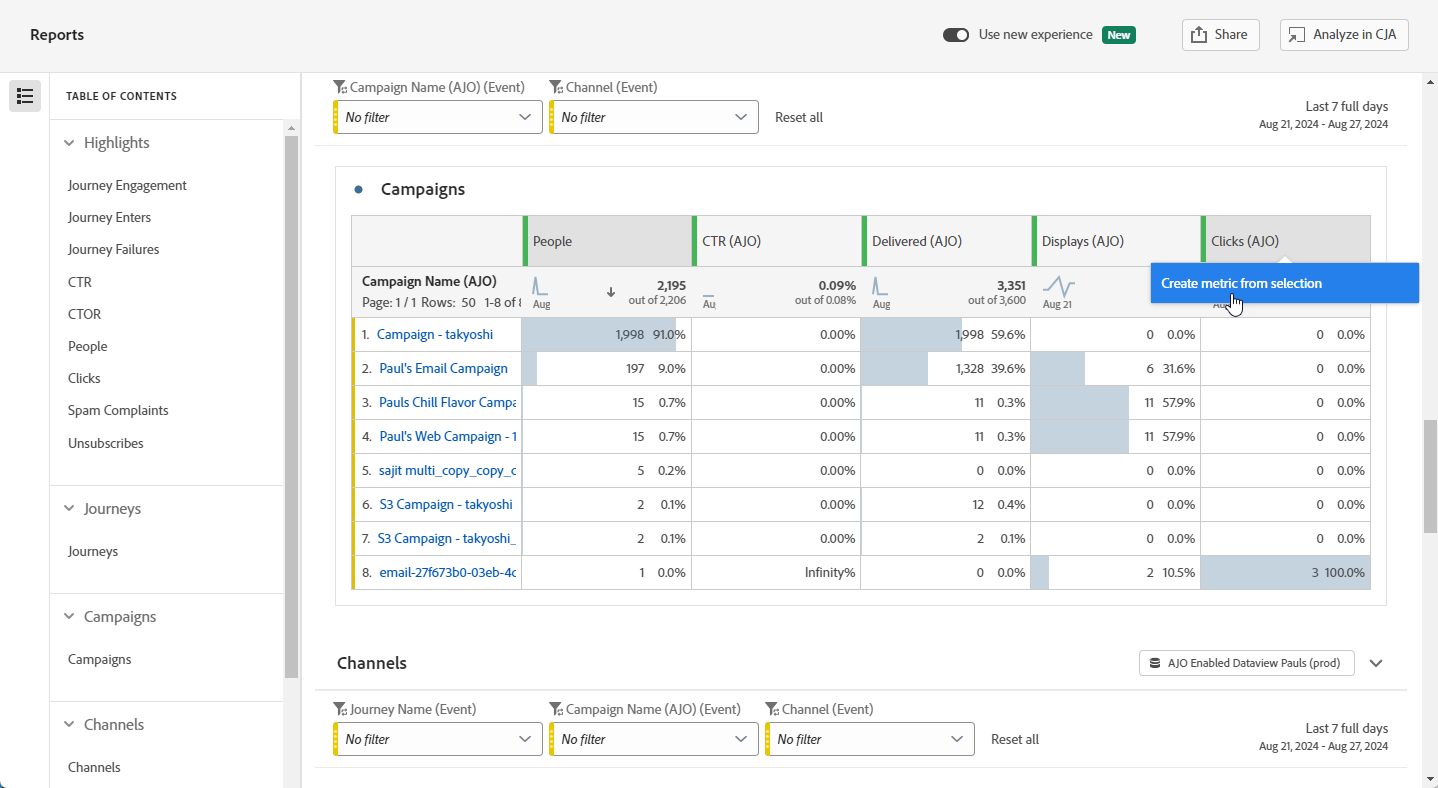 Reports
Use new experience New
Share
Analyze in CJA
TABLE OF CONTENTS
Highlights
Journey Engagement
Journey Enters
Journey Failures
CTR
CTOR
People
Clicks
Spam Complaints
Unsubscribes
Journeys
Journeys
Campaigns
Campaigns
Channels
Channels
Campaign Name (AJO) (Event) Channel (Event)
No filter No filter Reset all
Last 7 full days
Aug 21, 2024 - Aug 27, 2024
Campaigns
People CTR (AJO) Delivered (AJO) Displays (AJO) Clicks (AJO)
Create metric from selection
Campaign Name (AJO) 2,195 0.09% 3,351
Page: 1 / 1 Rows: 50 1-8 of Aug out of 2,206 Au out of 0.08% Aug out of 3,600 Aug 21
1. Campaign - takyoshi 1,998 91.0% 0.00% 1,998 59.6% 0 0.0% 0 0.0%
2. Paul's Email Campaign 197 9.0% 0.00% 1,328 39.6% 6 31.6% 0 0.0%
3. Pauls Chill Flavor Campa 15 0.7% 0.00% 11 0.3% 11 57.9% 0 0.0%
4. Paul's Web Campaign - 1 15 0.7% 0.00% 11 0.3% 11 57.9% 0 0.0%
5. sajit multi_copy_copy_c 5 0.2% 0.00% 0 0.0% 0 0.0% 0 0.0%
6. S3 Campaign - takyoshi 2 0.1% 0.00% 12 0.4% 0 0.0% 0 0.0%
7. S3 Campaign - takyoshi_ 2 0.1% 0.00% 2 0.1% 0 0.0% 0 0.0%
8. email-27f673b0-03eb-4c 1 0.0% Infinity% 0 0.0% 2 10.5% 3 100.0%
Channels
AJO Enabled Dataview Pauls (prod)
Journey Name (Event) Campaign Name (AJO) (Event) Channel (Event)
No filter No filter No filter Reset all
Last 7 full days
Aug 21, 2024 - Aug 27, 2024